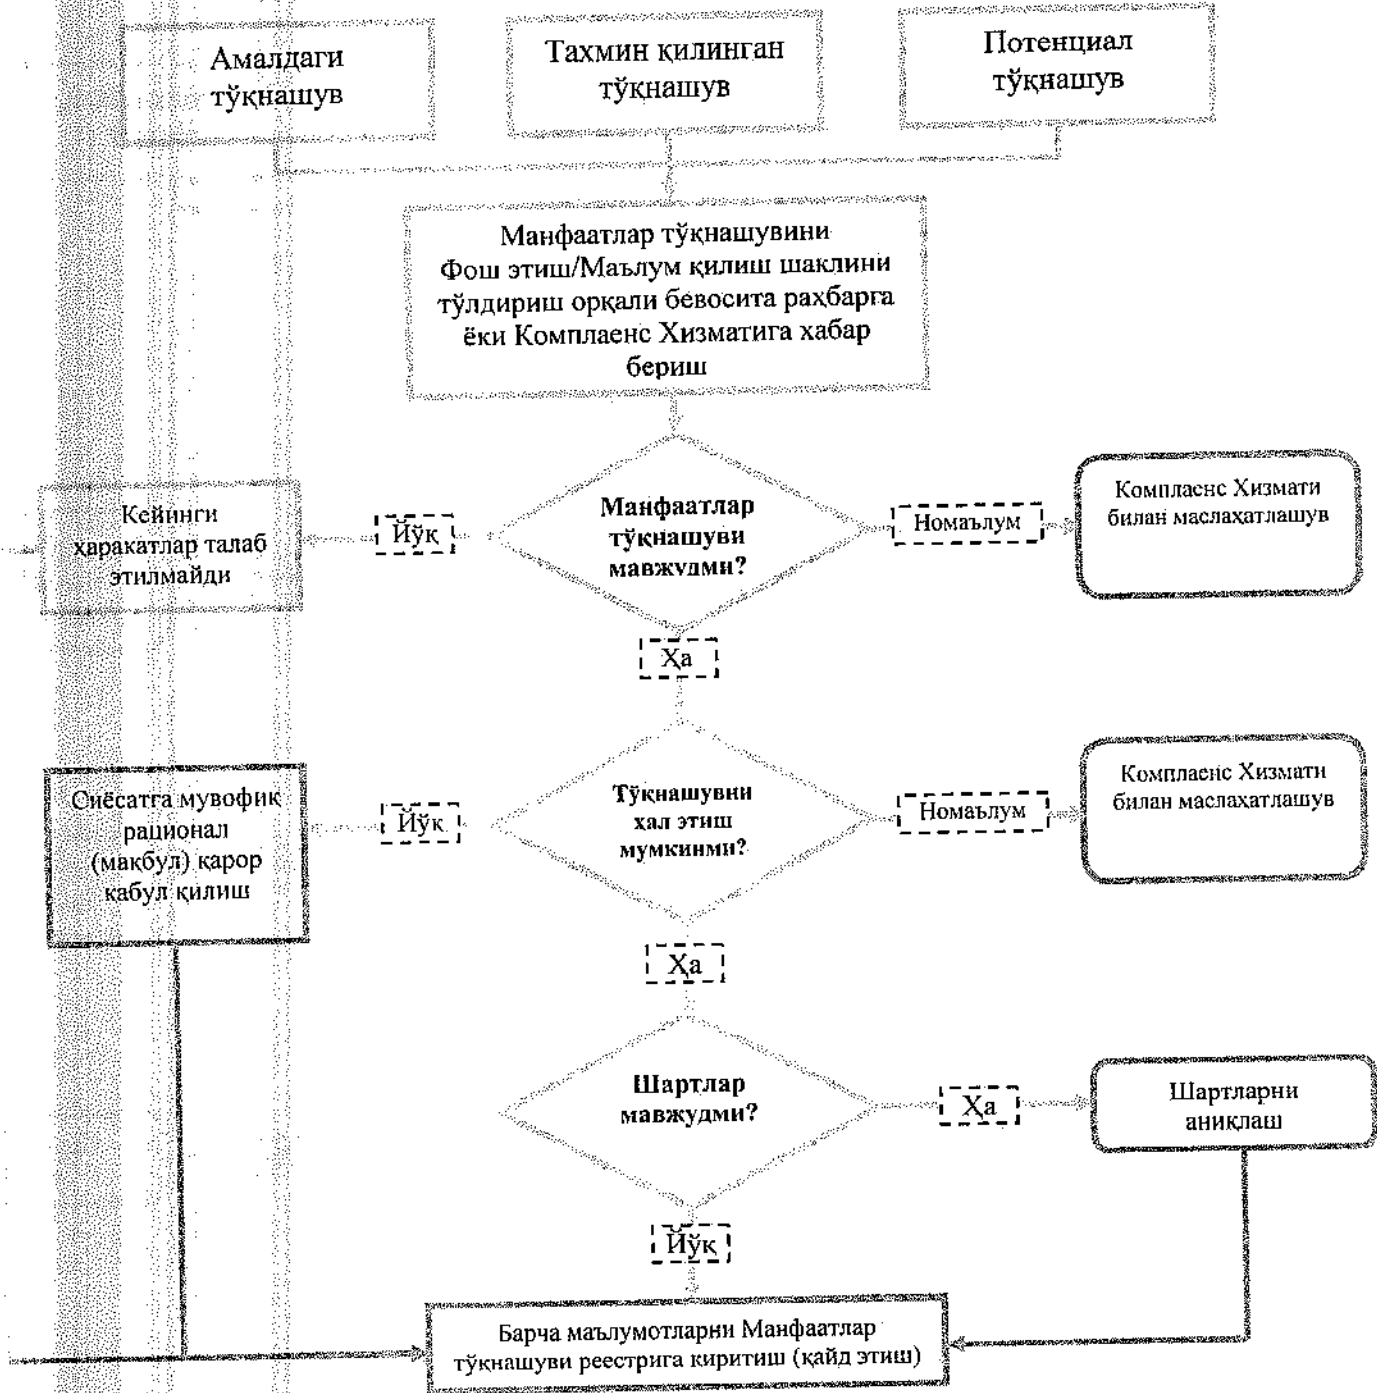 Амалдаги
тўқнашув
Тахмин қилинган
тўқнашув
Потенциал
тўқнашув
Манфаатлар тўқнашувини
Фош этиш/Маълум қилиш шаклини
тўлдириш орқали бевосита раҳбарга
ёки Комплаенс Хизматига хабар
бериш
Манфаатлар
тўқнашуви
мавжудми?
Йўқ
Кейинги
ҳаракатлар талаб
этилмайди
Номаълум
Комплаенс Хизмати
билан маслаҳатлашув
Ҳа
Тўқнашувни
ҳал этиш
мумкинми?
Йўқ
Сиёсатга мувофиқ
рационал
(мақбул) қарор
қабул қилиш
Номаълум
Комплаенс Хизмати
билан маслаҳатлашув
Ҳа
Шартлар
мавжудми?
Ҳа
Шартларни
аниқлаш
Йўқ
Барча маълумотларни Манфаатлар
тўқнашуви реестрига киритиш (қайд этиш)